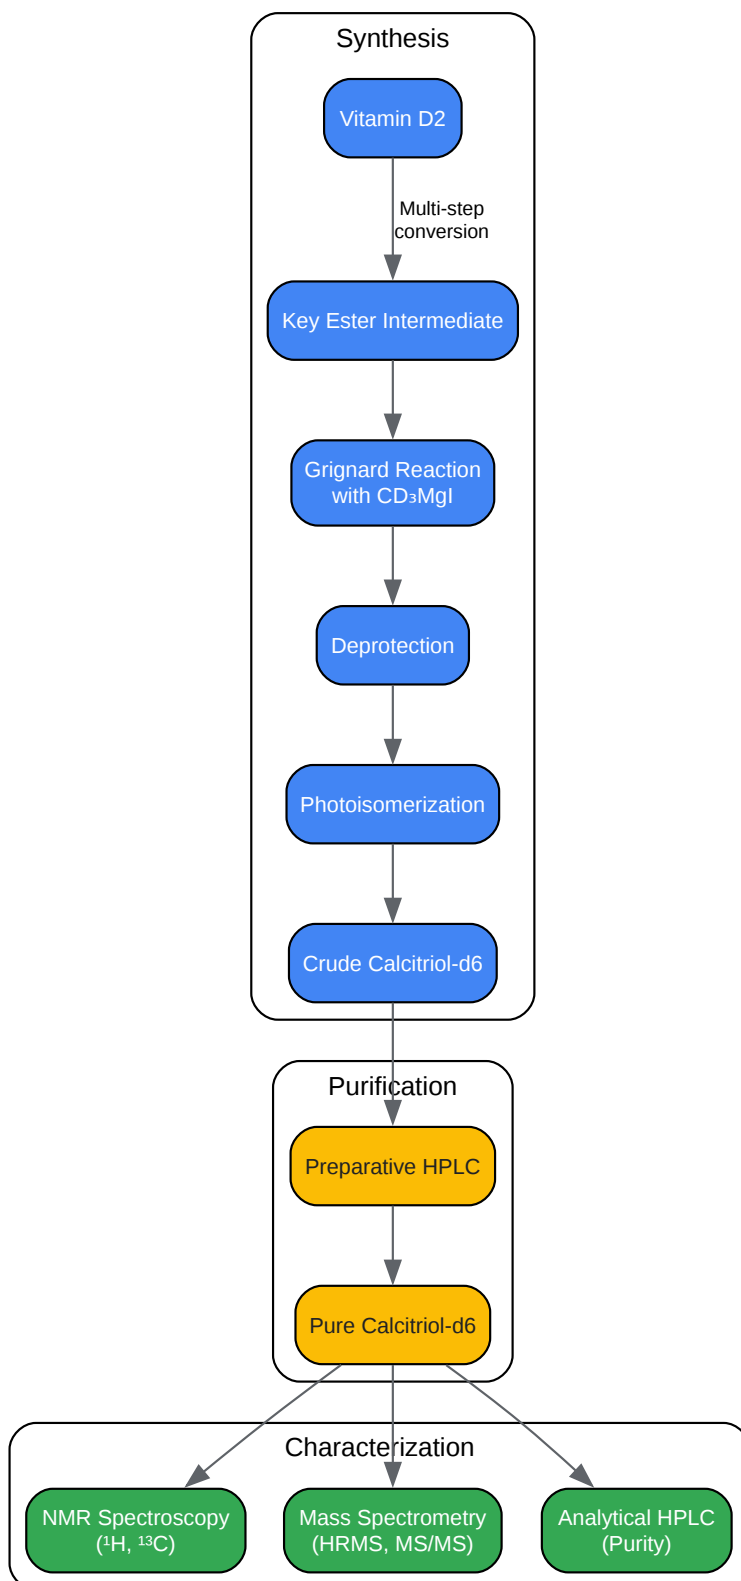 Synthesis
Vitamin D2
Multi-step
conversion
Key Ester Intermediate
Grignard Reaction
with CD₃MgI
Deprotection
Photoisomerization
Crude Calcitriol-d6
Purification
Preparative HPLC
Pure Calcitriol-d6
Characterization
NMR Spectroscopy
(¹H, ¹³C)
Mass Spectrometry
(HRMS, MS/MS)
Analytical HPLC
(Purity)